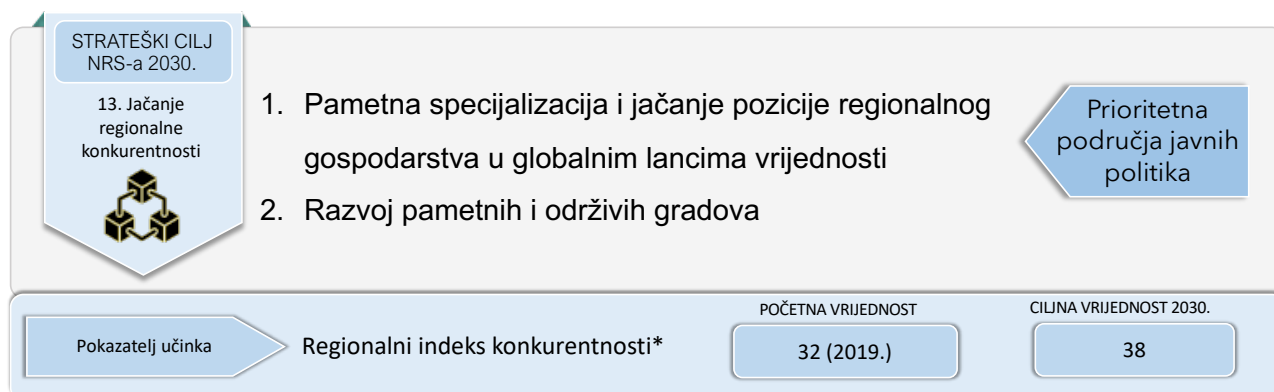 STRATEŠKI CILJ
NRS-a 2030.
13. Jačanje
regionalne
konkurentnosti
1. Pametna specijalizacija i jačanje pozicije regionalnog
gospodarstva u globalnim lancima vrijednosti
2. Razvoj pametnih i održivih gradova
Prioritetna
područja javnih
politika
Pokazatelj učinka
Regionalni indeks konkurentnosti*
POČETNA VRIJEDNOST
32 (2019.)
CILJNA VRIJEDNOST 2030.
38